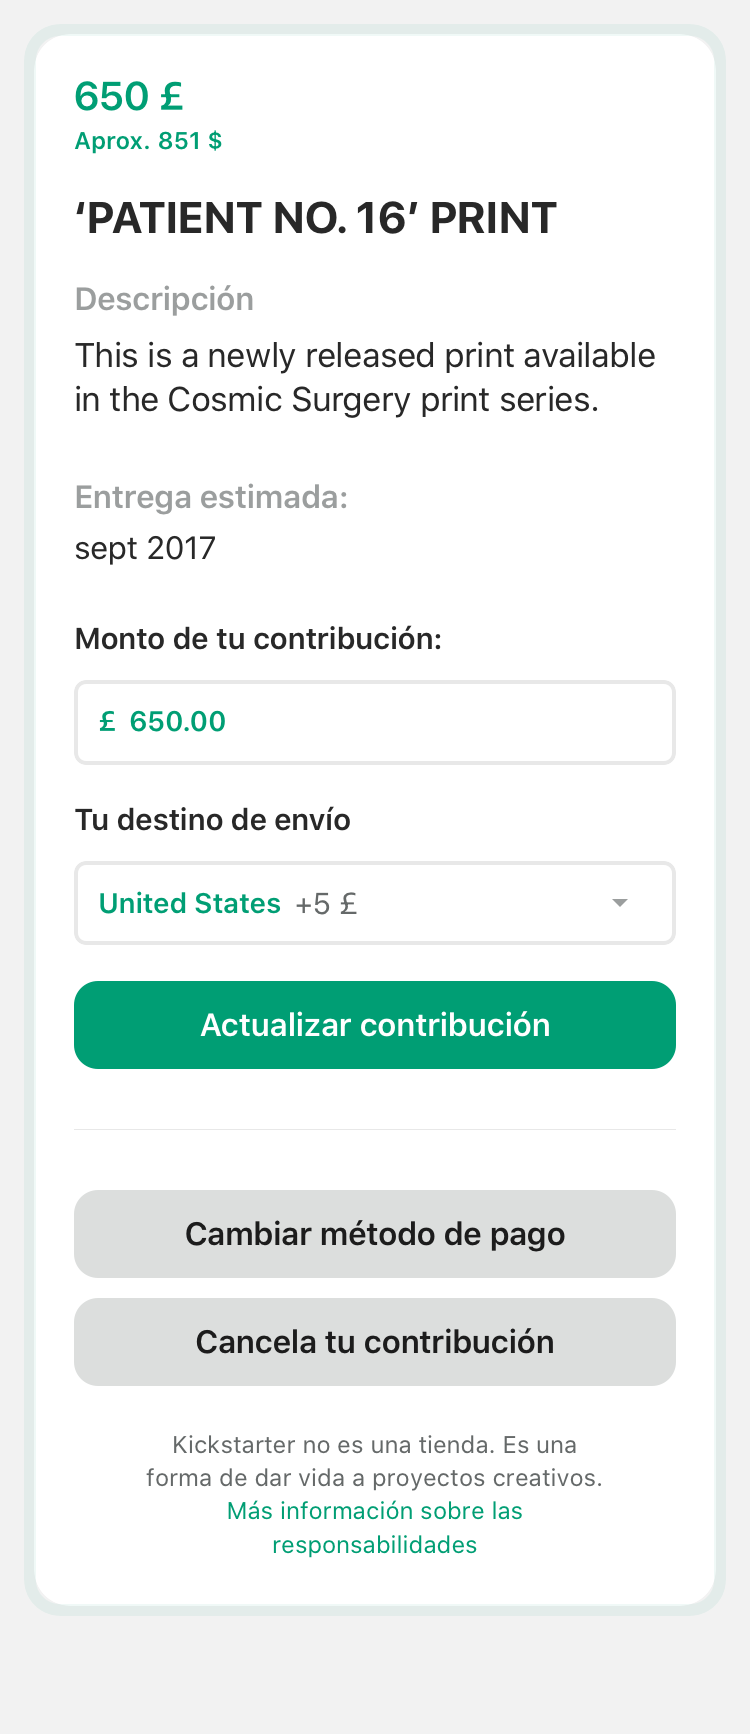 650 £
Aprox. 851 $
‘PATIENT NO. 16’ PRINT
Descripción
This is a newly released print available
in the Cosmic Surgery print series.
Entrega estimada:
sept 2017
Monto de tu contribución:
£ 650.00
Tu destino de envío
United States +5 £
Actualizar contribución
Cambiar método de pago
Cancela tu contribución
Kickstarter no es una tienda. Es una
forma de dar vida a proyectos creativos.
Más información sobre las
responsabilidades